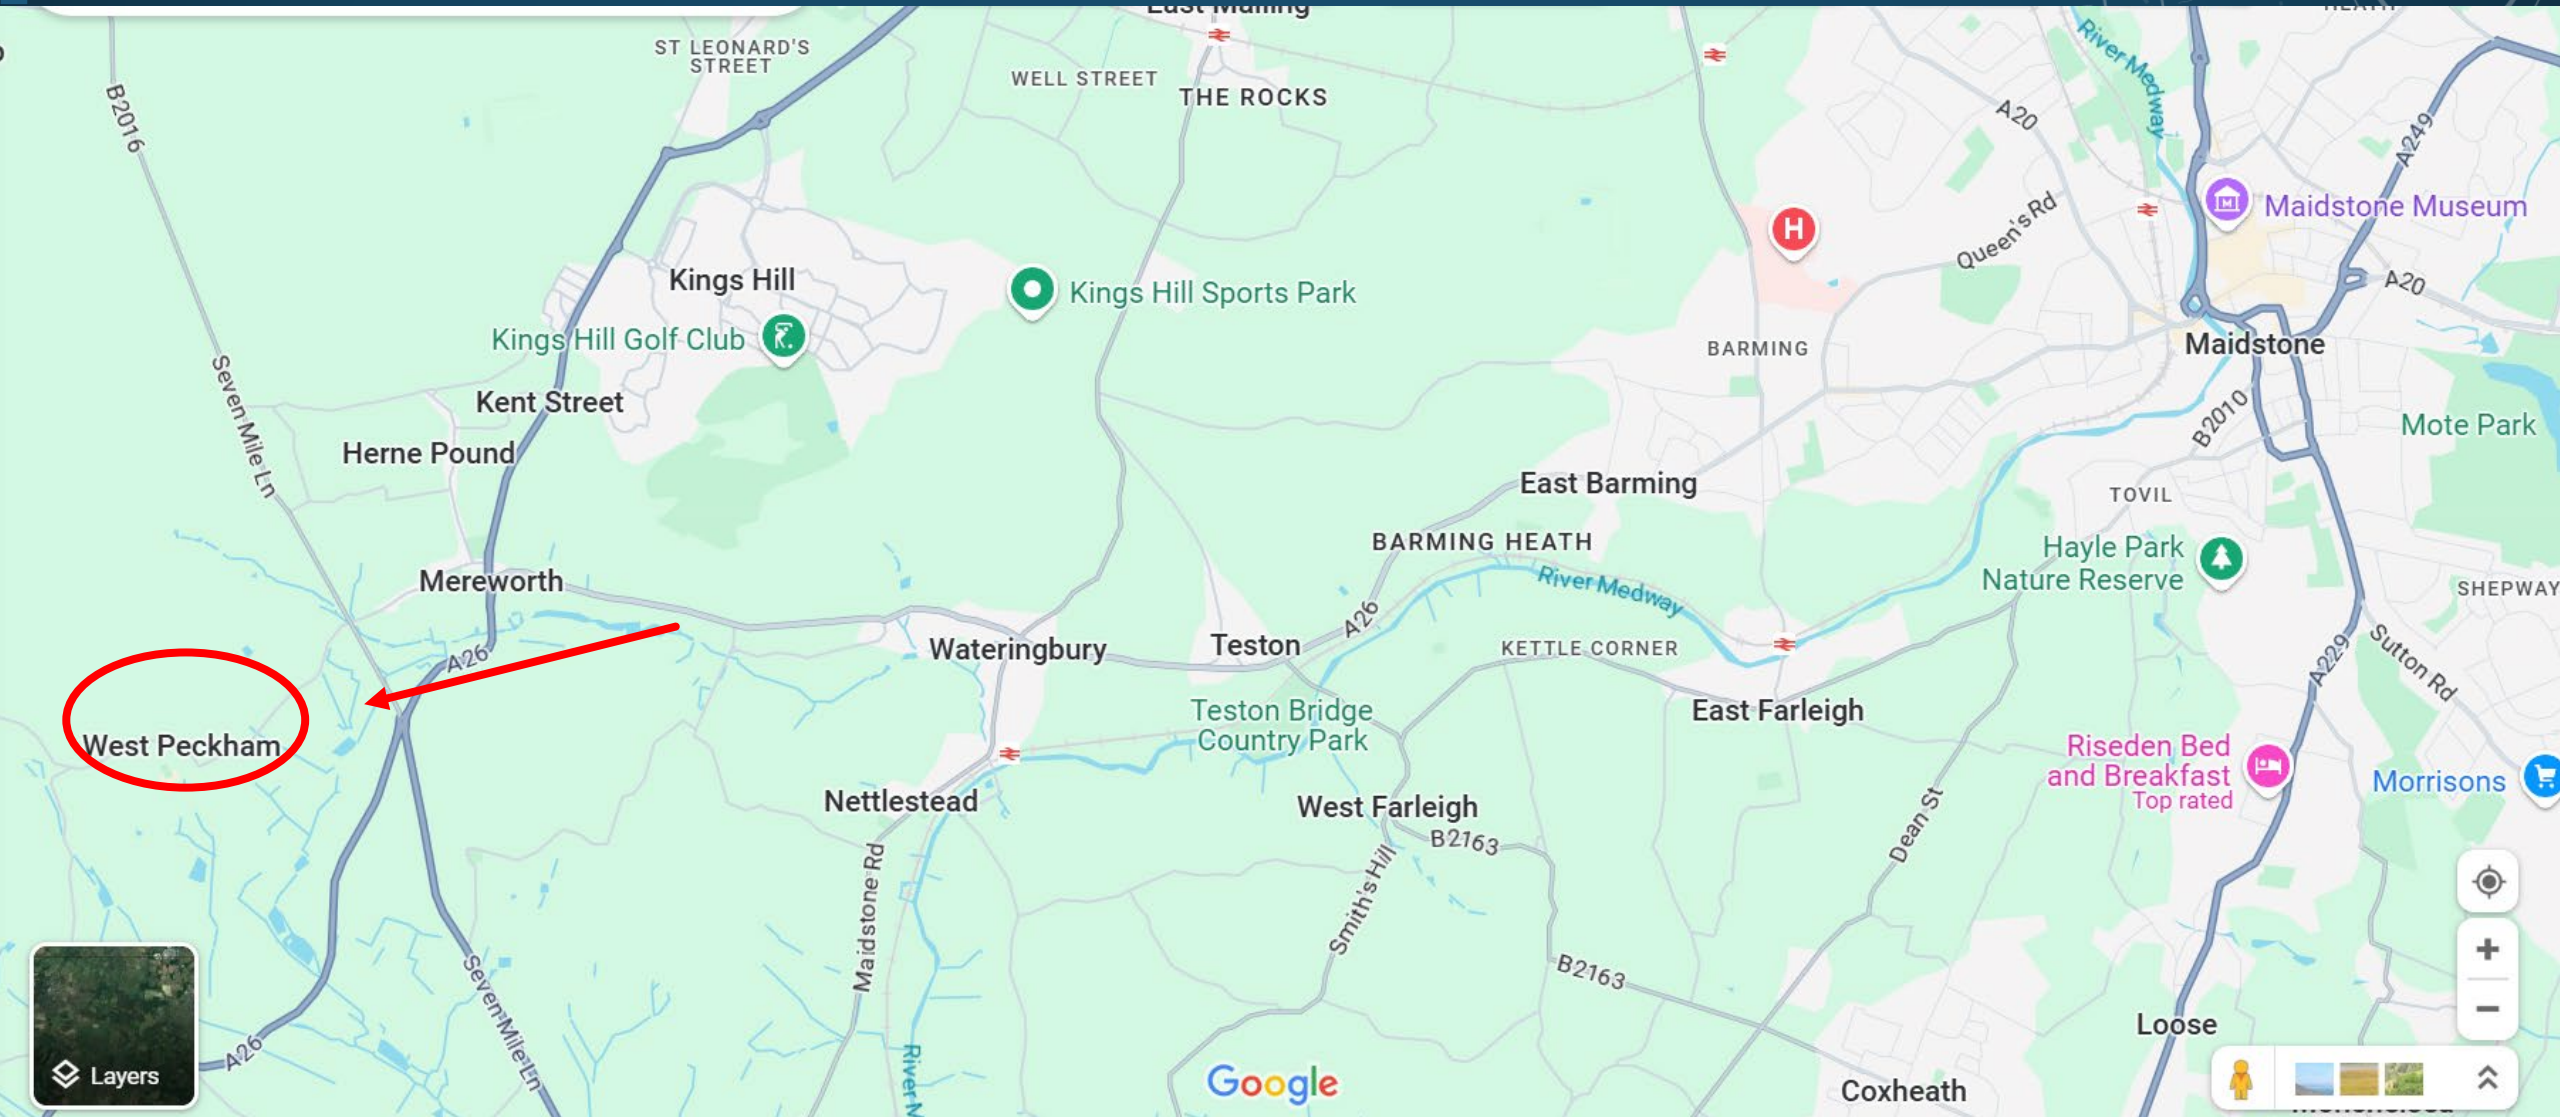 East Malling
HEATH
ST LEONARD'S
STREET
River Medway
WELL STREET
THE ROCKS
B2016
A20
A249
Maidstone Museum
Queen's Rd
Kings Hill
Kings Hill Sports Park
A20
Kings Hill Golf Club
BARMING
Maidstone
Seven Mile Ln
Kent Street
B2010
Mote Park
Herne Pound
East Barming
TOVIL
BARMING HEATH
Hayle Park
Nature Reserve
Mereworth
River Medway
SHEPWAY
A26
Wateringbury
Teston
KETTLE CORNER
A26
A229
Sutton Rd
Teston Bridge
Country Park
East Farleigh
West Peckham
Riseden Bed
and Breakfast
Top rated
Morrisons
Nettlestead
West Farleigh
B2163
Dean St
Maidstone Rd
Smith's Hill
B2163
Seven Mile Ln
Loose
A26
River M
Layers
Google
Coxheath